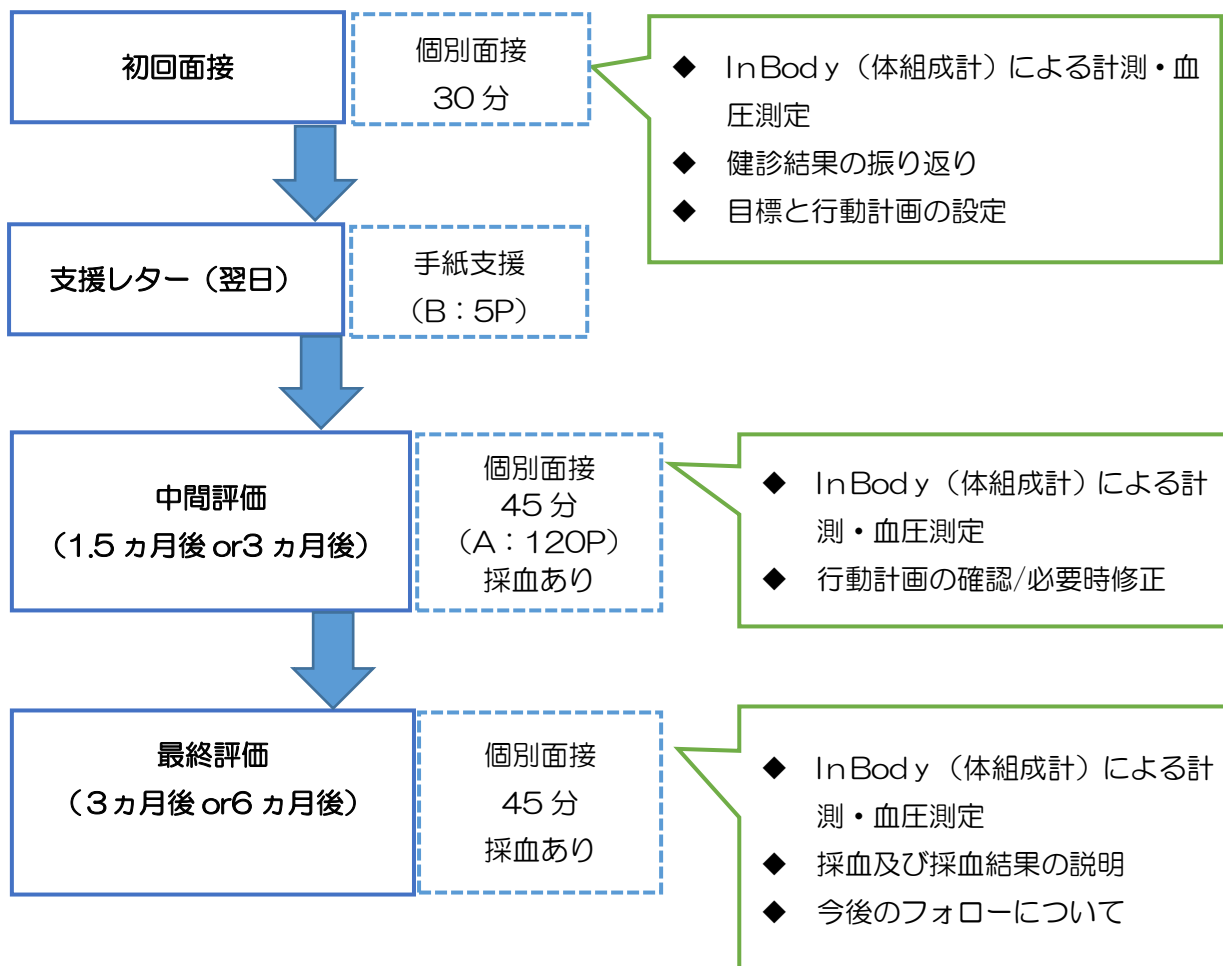 初回面接
個別面接
30分
◆ InBody（体組成計）による計測・血
圧測定
◆ 健診結果の振り返り
◆ 目標と行動計画の設定
支援レター（翌日）
手紙支援
（B：5P）
中間評価
（1.5ヵ月後or3ヵ月後）
個別面接
45分
（A：120P）
採血あり
◆ InBody（体組成計）による計
測・血圧測定
◆ 行動計画の確認/必要時修正
最終評価
（3ヵ月後or6ヵ月後）
個別面接
45分
採血あり
◆ InBody（体組成計）による計
測・血圧測定
◆ 採血及び採血結果の説明
◆ 今後のフォローについて